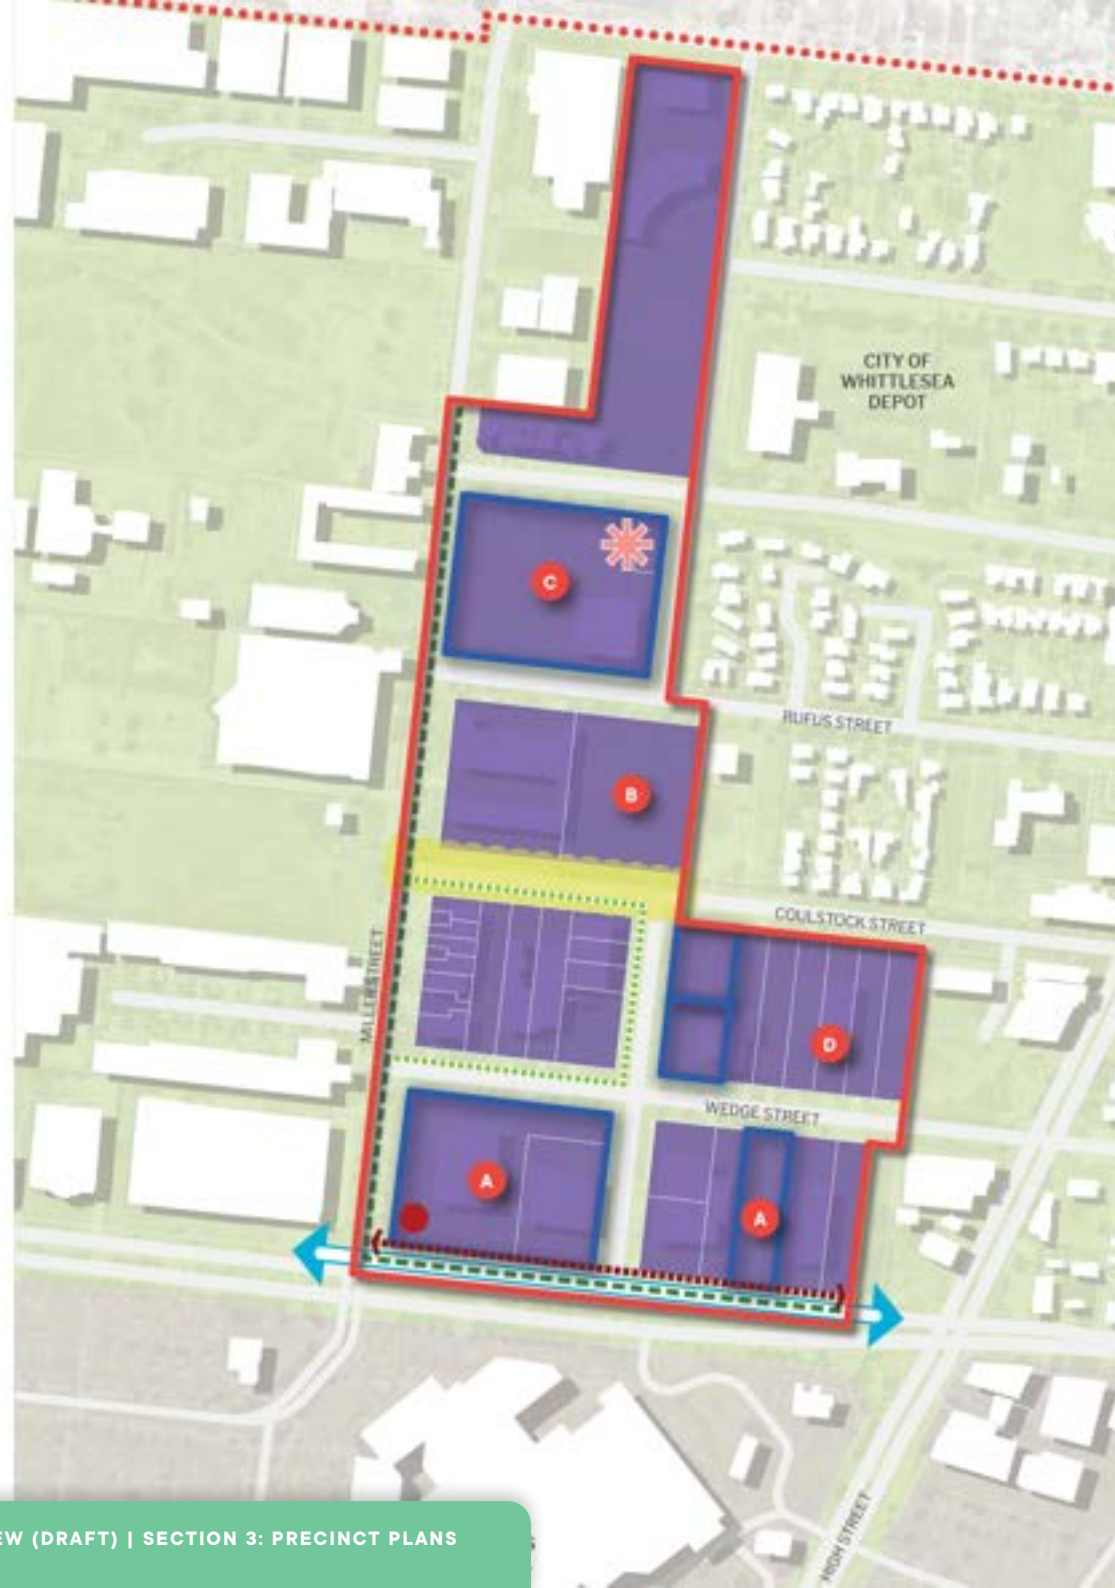 CITY OF
WHITTLESEA
DEPOT
C
RUFUS STREET
B
COULSTOCK STREET
MILLER STREET
D
WEDGE STREET
A
A
HIGH STREET
EW (DRAFT) | SECTION 3: PRECINCT PLANS